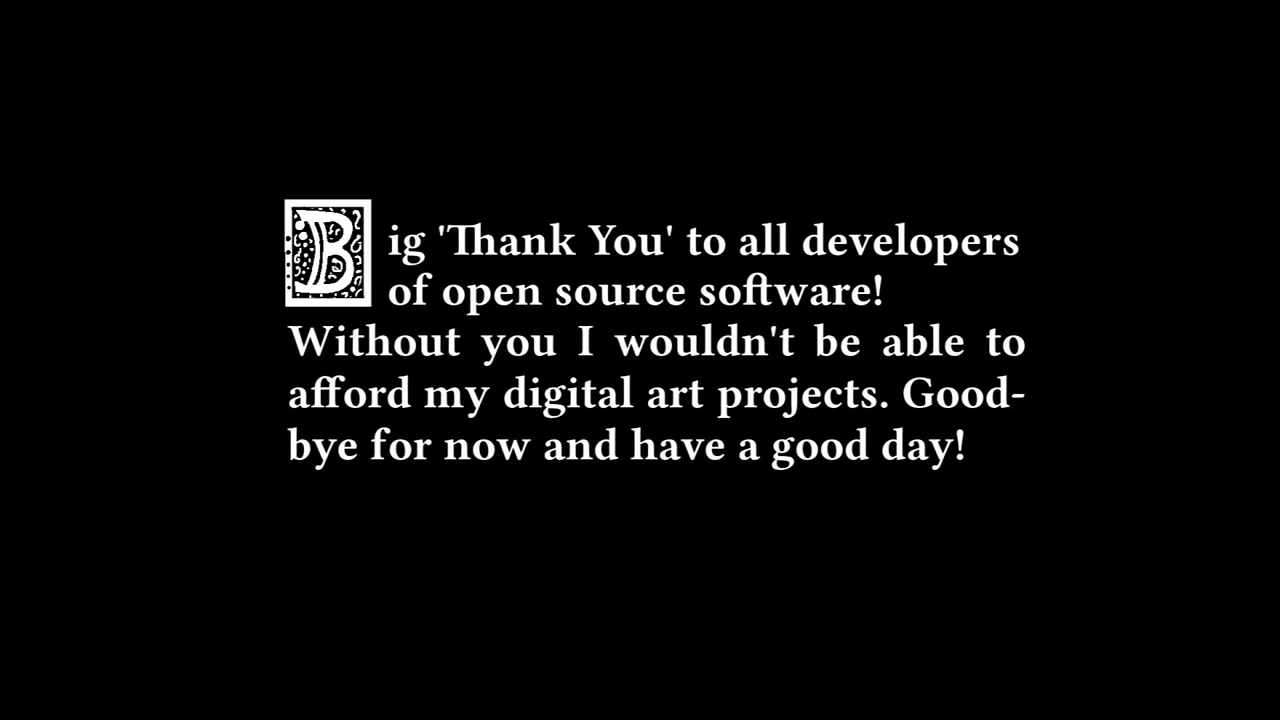 Big 'Thank You' to all developers
of open source software!
Without you I wouldn't be able to
afford my digital art projects. Good-
bye for now and have a good day!